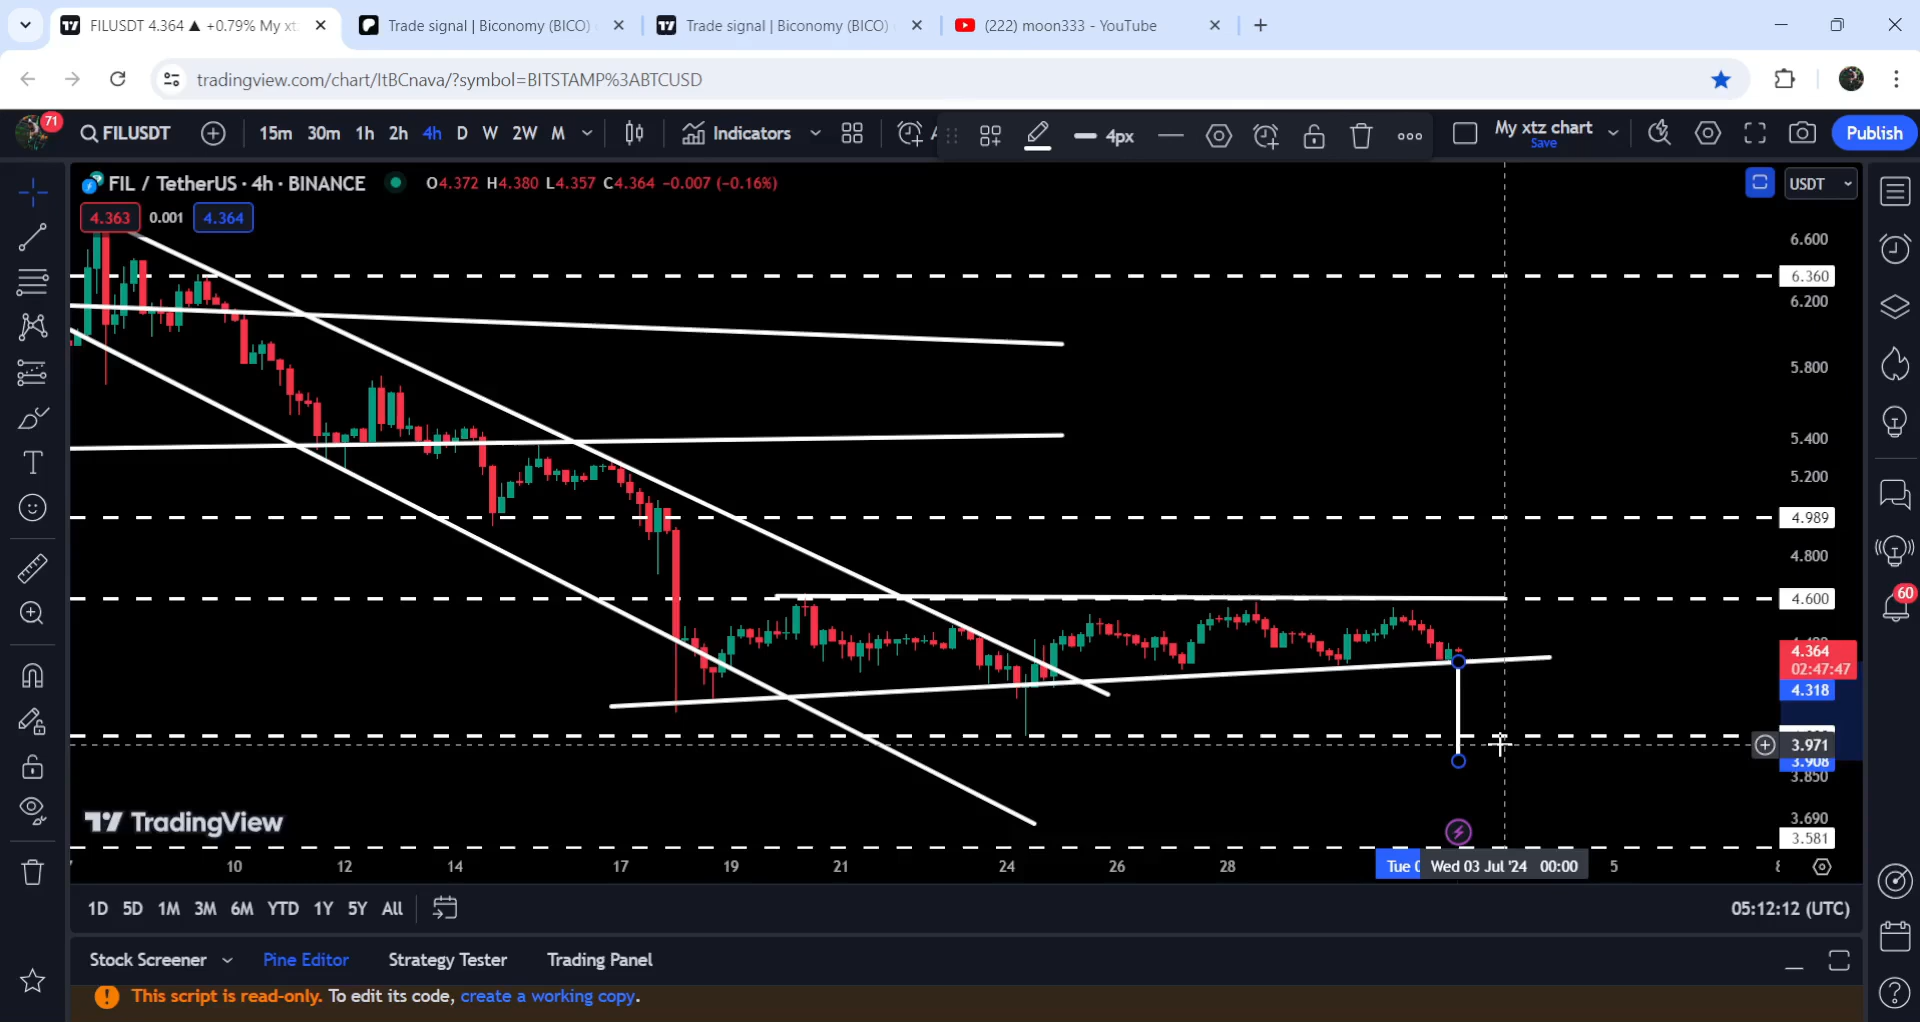 FILUSDT 4.364 ▲ +0.79% My xt
Trade signal | Biconomy (BICO)
Trade signal | Biconomy (BICO)
(222) moon333 - YouTube
tradingview.com/chart/ItBCnava/?symbol=BITSTAMP%3ABTCUSD
71
FILUSDT
15m 30m 1h 2h 4h D W 2W M
Indicators
4px
My xtz chart
Save
Publish
FIL / TetherUS · 4h · BINANCE
O4.372 H4.380 L4.357 C4.364 −0.007 (−0.16%)
USDT
4.363 0.001 4.364
6.600
6.360
6.200
5.800
5.400
5.200
4.989
4.800
4.600
4.364
02:47:47
4.318
3.971
3.908
3.850
3.690
3.581
60
TradingView
10 12 14 17 19 21 24 26 28
Wed 03 Jul '24 00:00
5
1D 5D 1M 3M 6M YTD 1Y 5Y All
05:12:12 (UTC)
Stock Screener
Pine Editor
Strategy Tester
Trading Panel
This script is read-only. To edit its code, create a working copy.